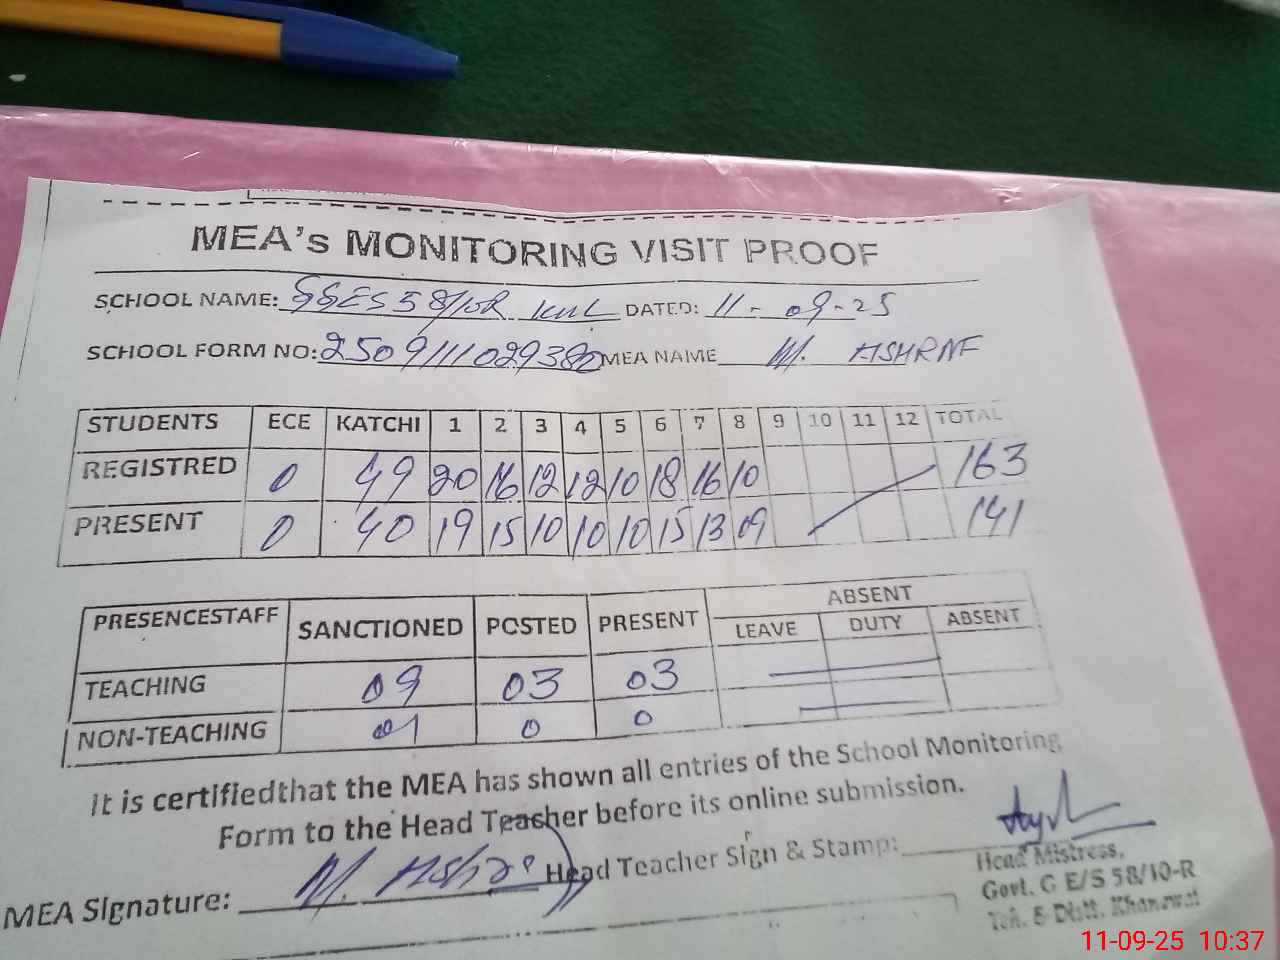 MEA's MONITORING VISIT PROOF
SCHOOL NAME: GGES 58/10R KWL DATED: 11-09-25
SCHOOL FORM NO: 2509111029380 MEA NAME M. ASHRAF
STUDENTS ECE KATCHI 1 2 3 4 5 6 7 8 9 10 11 12 TOTAL
REGISTRED 0 49 20 16 12 12 10 18 16 10 163
PRESENT 0 40 19 15 10 10 10 15 13 09 141
PRESENCESTAFF SANCTIONED POSTED PRESENT ABSENT
LEAVE DUTY ABSENT
TEACHING 09 03 03
NON-TEACHING 01 0 0
It is certifiedthat the MEA has shown all entries of the School Monitoring
Form to the Head Teacher before its online submission.
MEA Signature: M. Ashraf Head Teacher Sign & Stamp:
Head Mistress,
Govt. G E/S 58/10-R
Teh. & Distt. Khanewal
11-09-25 10:37